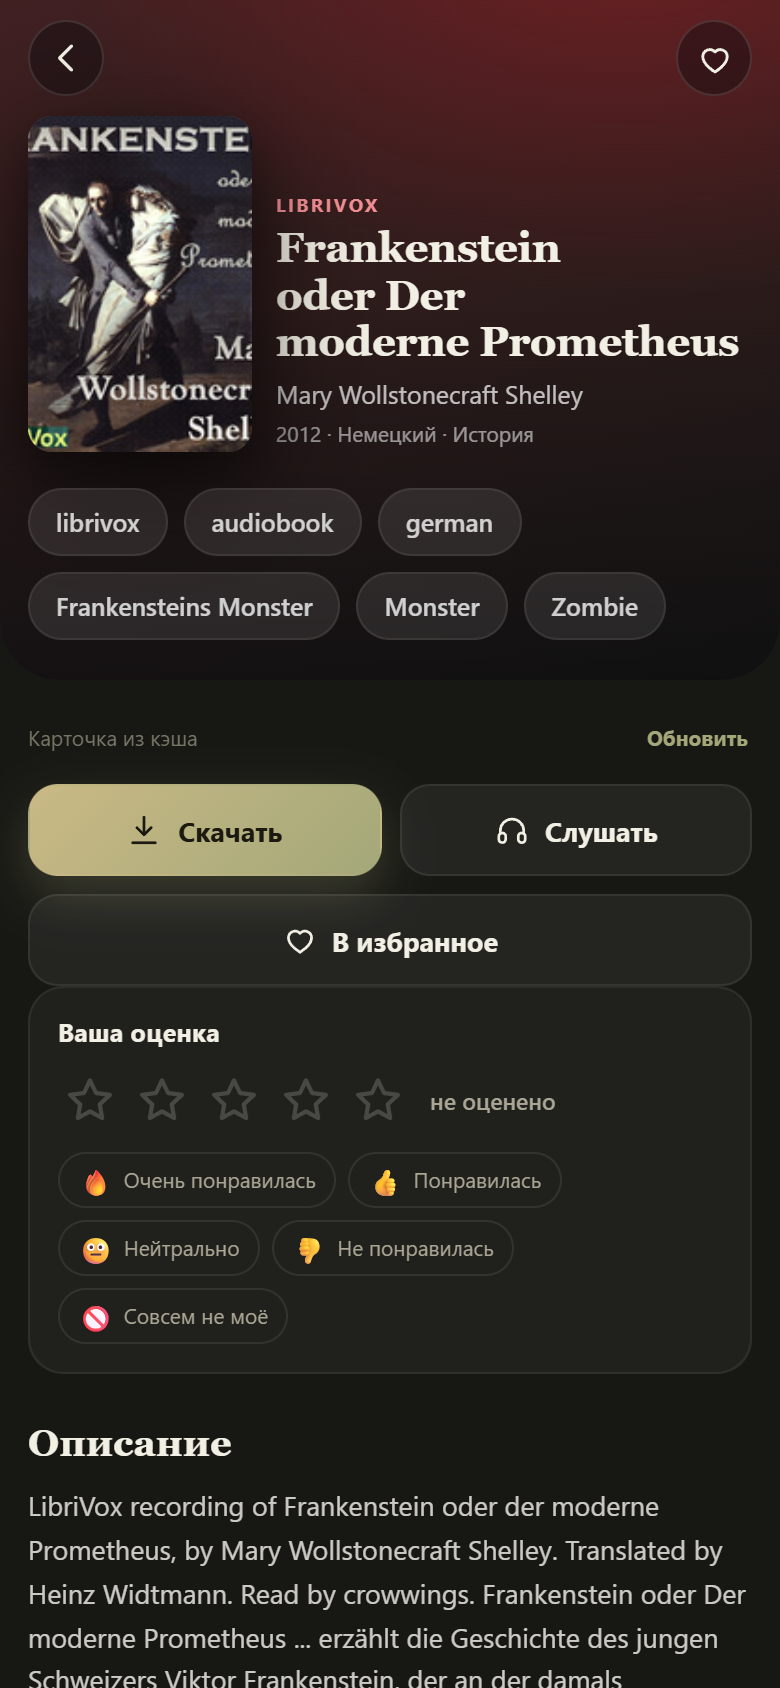 ANKENSTE
ode
mod
Promet
Ma
Wollstonecr
Shel
Vox
LIBRIVOX
Frankenstein
oder Der
moderne Prometheus
Mary Wollstonecraft Shelley
2012 · Немецкий · История
librivox audiobook german
Frankensteins Monster Monster Zombie
Карточка из кэша Обновить
Скачать Слушать
В избранное
Ваша оценка
не оценено
Очень понравилась Понравилась
Нейтрально Не понравилась
Совсем не моё
Описание
LibriVox recording of Frankenstein oder der moderne
Prometheus, by Mary Wollstonecraft Shelley. Translated by
Heinz Widtmann. Read by crowwings. Frankenstein oder Der
moderne Prometheus ... erzählt die Geschichte des jungen
Schweizers Viktor Frankenstein, der an der damals